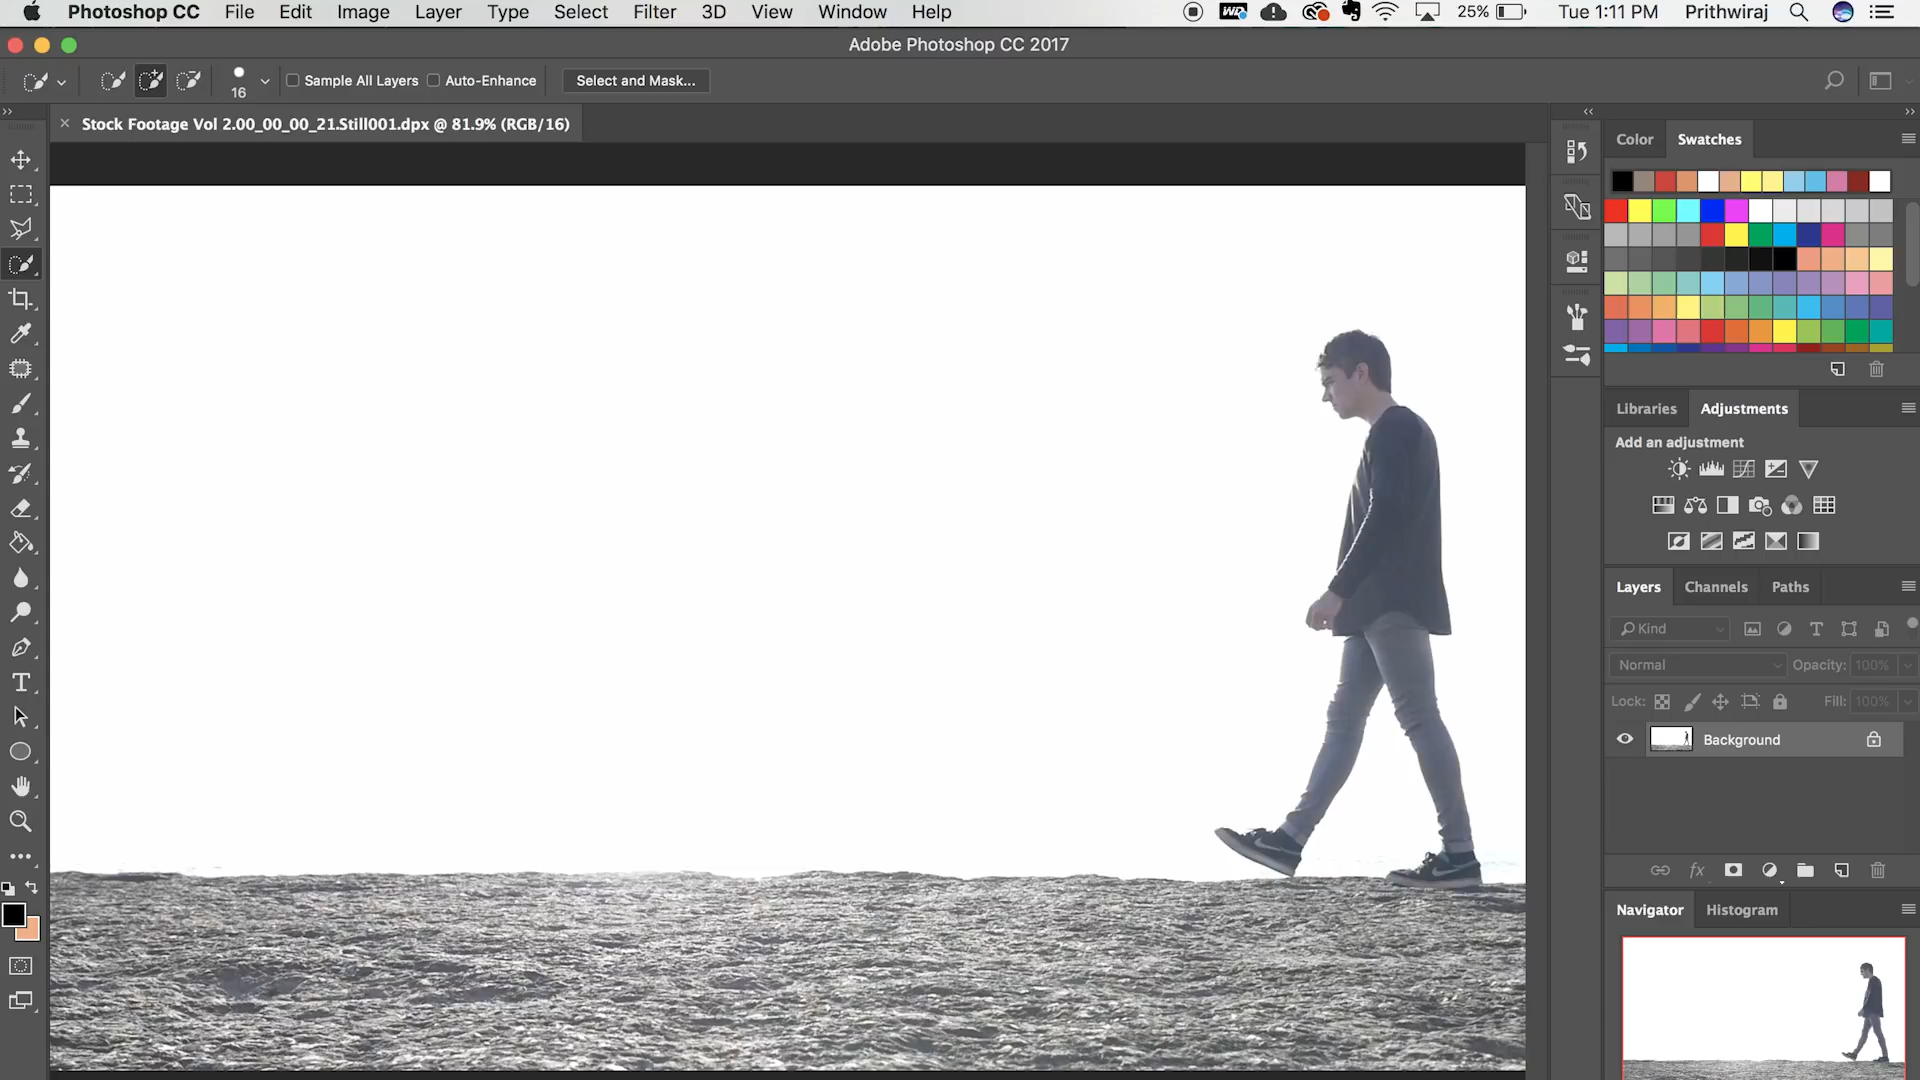 Photoshop CC File Edit Image Layer Type Select Filter 3D View Window Help 25% Tue 1:11 PM Prithwiraj
Adobe Photoshop CC 2017
16 Sample All Layers Auto-Enhance Select and Mask...
Stock Footage Vol 2.00_00_00_21.Still001.dpx @ 81.9% (RGB/16)
Color Swatches
Libraries Adjustments
Add an adjustment
Layers Channels Paths
Kind
Normal Opacity: 100%
Lock: Fill: 100%
Background
Navigator Histogram